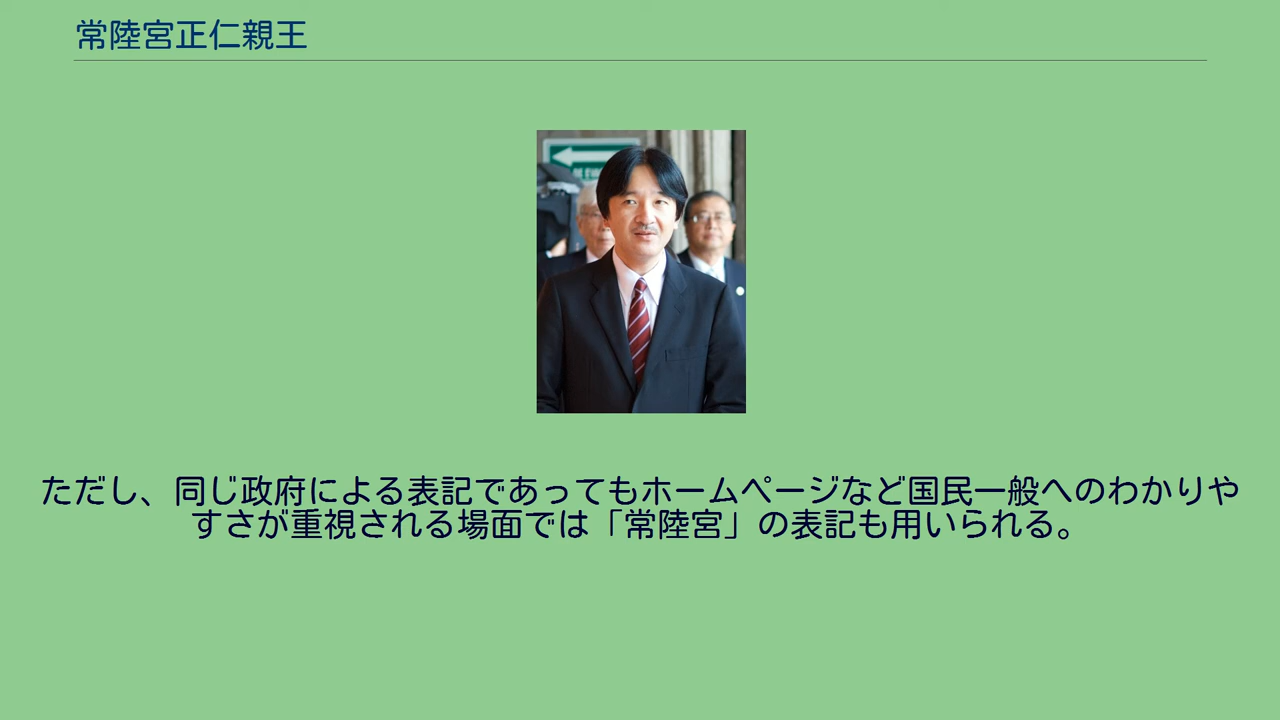 常陸宮正仁親王
ただし、同じ政府による表記であってもホームページなど国民一般へのわかりや
すさが重視される場面では「常陸宮」の表記も用いられる。